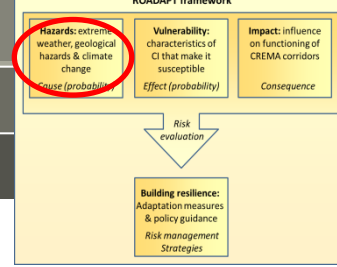 ROADAPT framework
Hazards: extreme
weather, geological
hazards & climate
change
Cause (probability)
Vulnerability:
characteristics of
CI that make it
susceptible
Effect (probability)
Impact: influence
on functioning of
CREMA corridors
Consequence
Risk
evaluation
Building resilience:
Adaptation measures
& policy guidance
Risk management
Strategies